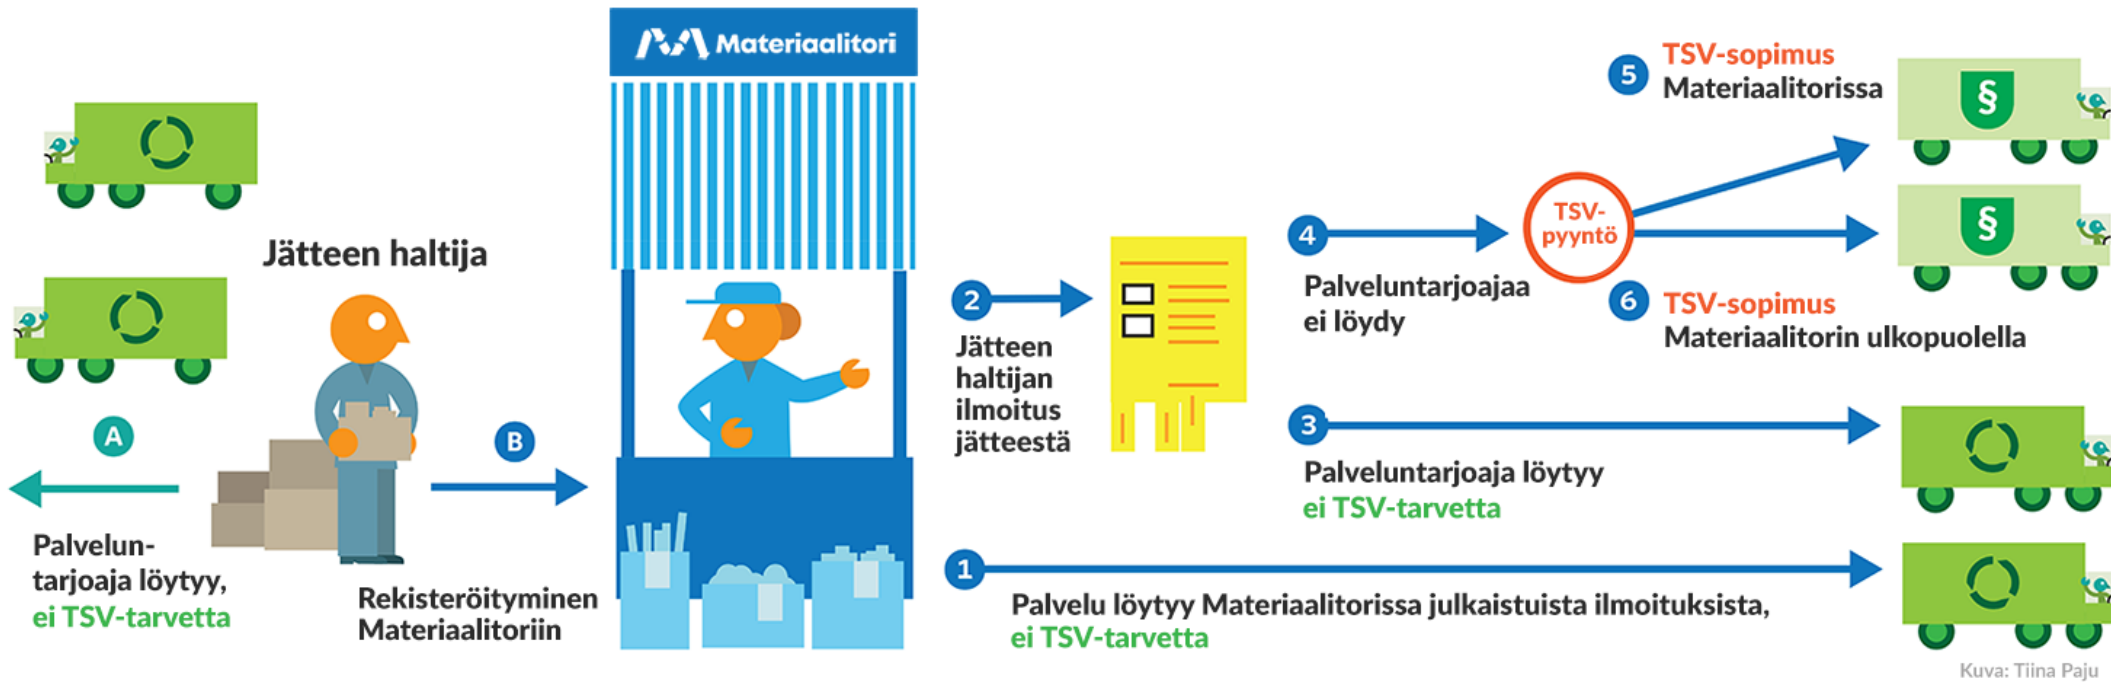 Materiaalitori
Jätteen haltija
A
Palvelun-
tarjoaja löytyy,
ei TSV-tarvetta
B
Rekisteröityminen
Materiaalitoriin
1
Palvelu löytyy Materiaalitorissa julkaistuista ilmoituksista,
ei TSV-tarvetta
2
Jätteen
haltijan
ilmoitus
jätteestä
3
Palveluntarjoaja löytyy
ei TSV-tarvetta
4
Palveluntarjoajaa
ei löydy
TSV-
pyyntö
5
TSV-sopimus
Materiaalitorissa
§
6
TSV-sopimus
Materiaalitorin ulkopuolella
§
Kuva: Tiina Paju